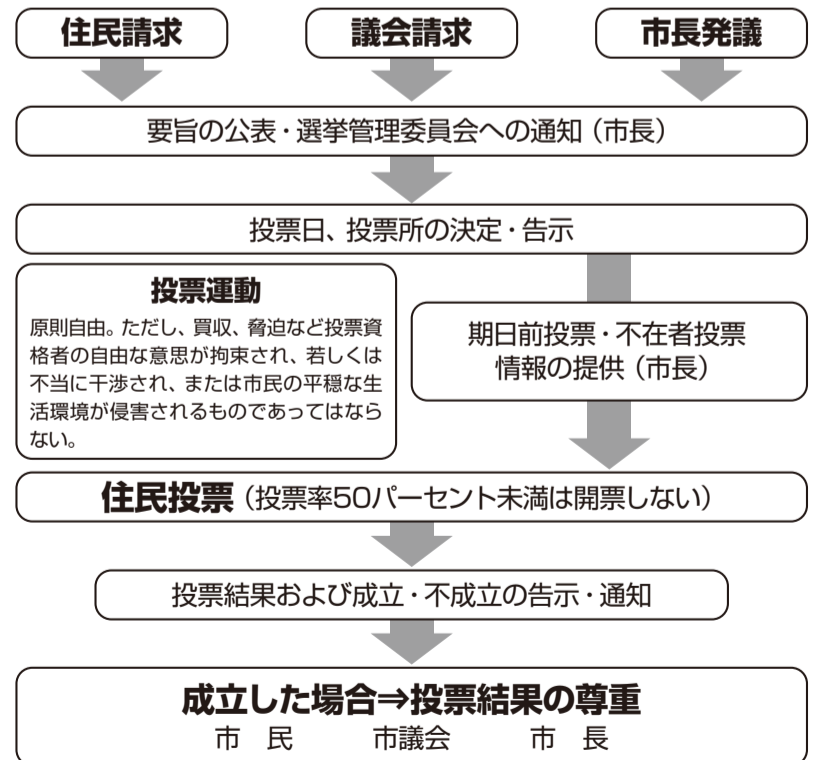 住民請求
議会請求
市長発議
要旨の公表・選挙管理委員会への通知（市長）
投票日、投票所の決定・告示
投票運動
原則自由。ただし、買収、脅迫など投票資
格者の自由な意思が拘束され、若しくは
不当に干渉され、または市民の平穏な生
活環境が侵害されるものであってはなら
ない。
期日前投票・不在者投票
情報の提供（市長）
住民投票（投票率50パーセント未満は開票しない）
投票結果および成立・不成立の告示・通知
成立した場合⇒投票結果の尊重
市　民　　　市議会　　　市　長